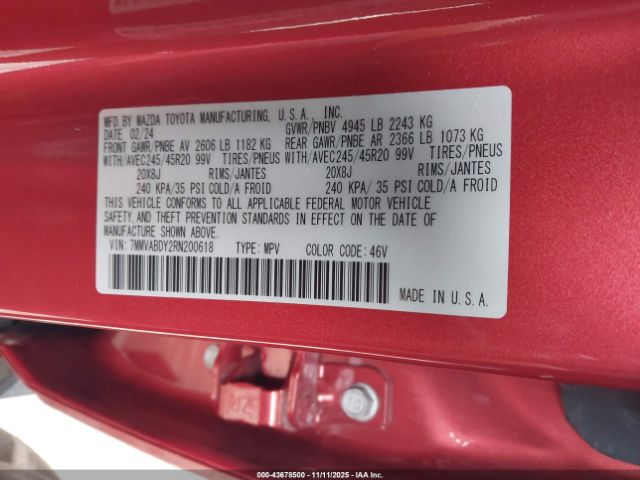 MFD. BY MAZDA TOYOTA MANUFACTURING, U.S.A. INC.
DATE 02/24 GVWR/PNBV 4945 LB 2243 KG
FRONT GAWR/PNBE AV 2606 LB 1182 KG REAR GAWR/PNBE AR 2366 LB 1073 KG
WITH/AVEC245/45R20 99V TIRES/PNEUS WITH/AVEC245/45R20 99V TIRES/PNEUS
20X8J RIMS/JANTES 20X8J RIMS/JANTES
240 KPA/35 PSI COLD/A FROID 240 KPA/35 PSI COLD/A FROID
THIS VEHICLE CONFORMS TO ALL APPLICABLE FEDERAL MOTOR VEHICLE
SAFETY, AND THEFT PREVENTION STANDARDS IN EFFECT ON THE DATE OF
MANUFACTURE SHOWN ABOVE.
VIN: 7MMVABDY2RN200618 TYPE: MPV COLOR CODE: 46V
MADE IN U.S.A.
000-43678500 - 11/11/2025 - IAA Inc.